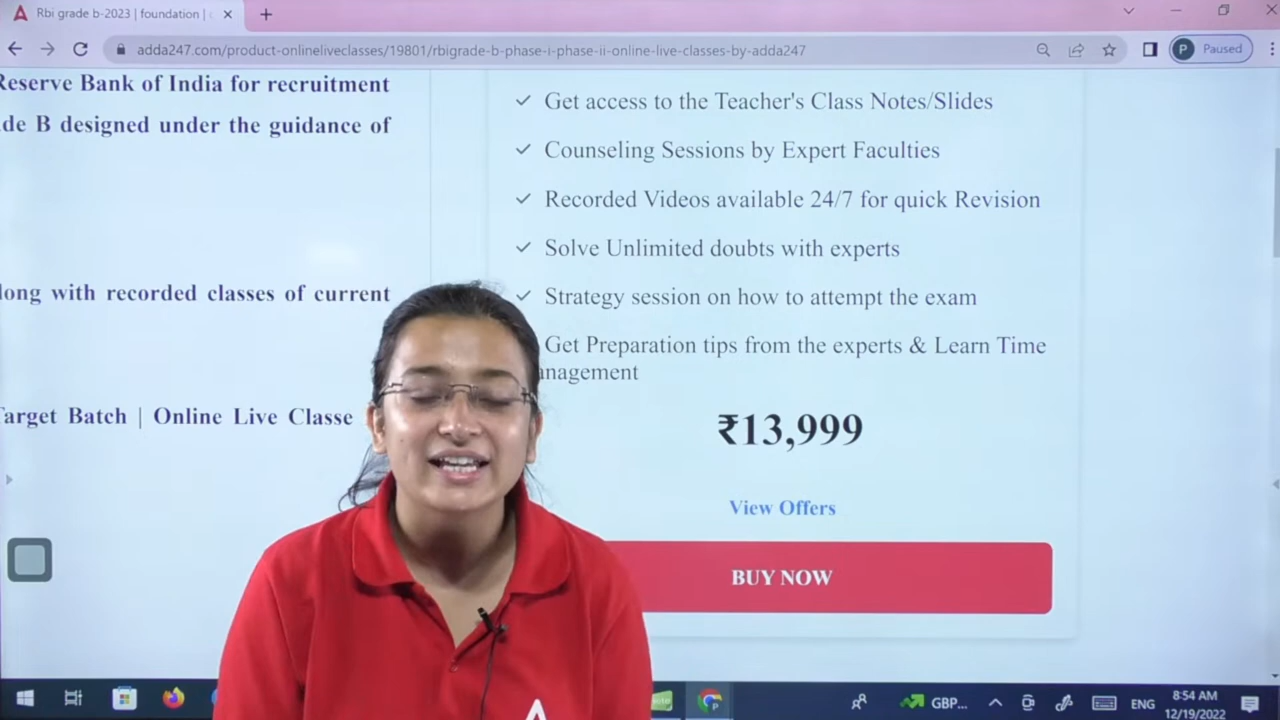 Rbi grade b-2023 | foundation |
adda247.com/product-onlineliveclasses/19801/rbigrade-b-phase-i-phase-ii-online-live-classes-by-adda247
Paused
Reserve Bank of India for recruitment
de B designed under the guidance of
long with recorded classes of current
Target Batch | Online Live Classe
Get access to the Teacher's Class Notes/Slides
Counseling Sessions by Expert Faculties
Recorded Videos available 24/7 for quick Revision
Solve Unlimited doubts with experts
Strategy session on how to attempt the exam
Get Preparation tips from the experts & Learn Time
anagement
₹13,999
View Offers
BUY NOW
GBP...
ENG
8:54 AM
12/19/2022